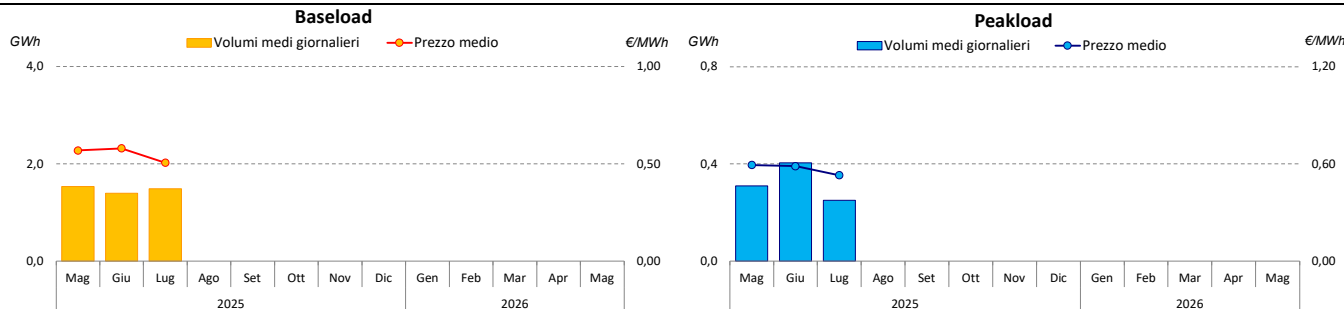 Baseload
GWh Volumi medi giornalieri Prezzo medio €/MWh
4,0 1,00
2,0 0,50
0,0 0,00
Mag Giu Lug Ago Set Ott Nov Dic Gen Feb Mar Apr Mag
2025 2026
Peakload
GWh Volumi medi giornalieri Prezzo medio €/MWh
0,8 1,20
0,4 0,60
0,0 0,00
Mag Giu Lug Ago Set Ott Nov Dic Gen Feb Mar Apr Mag
2025 2026